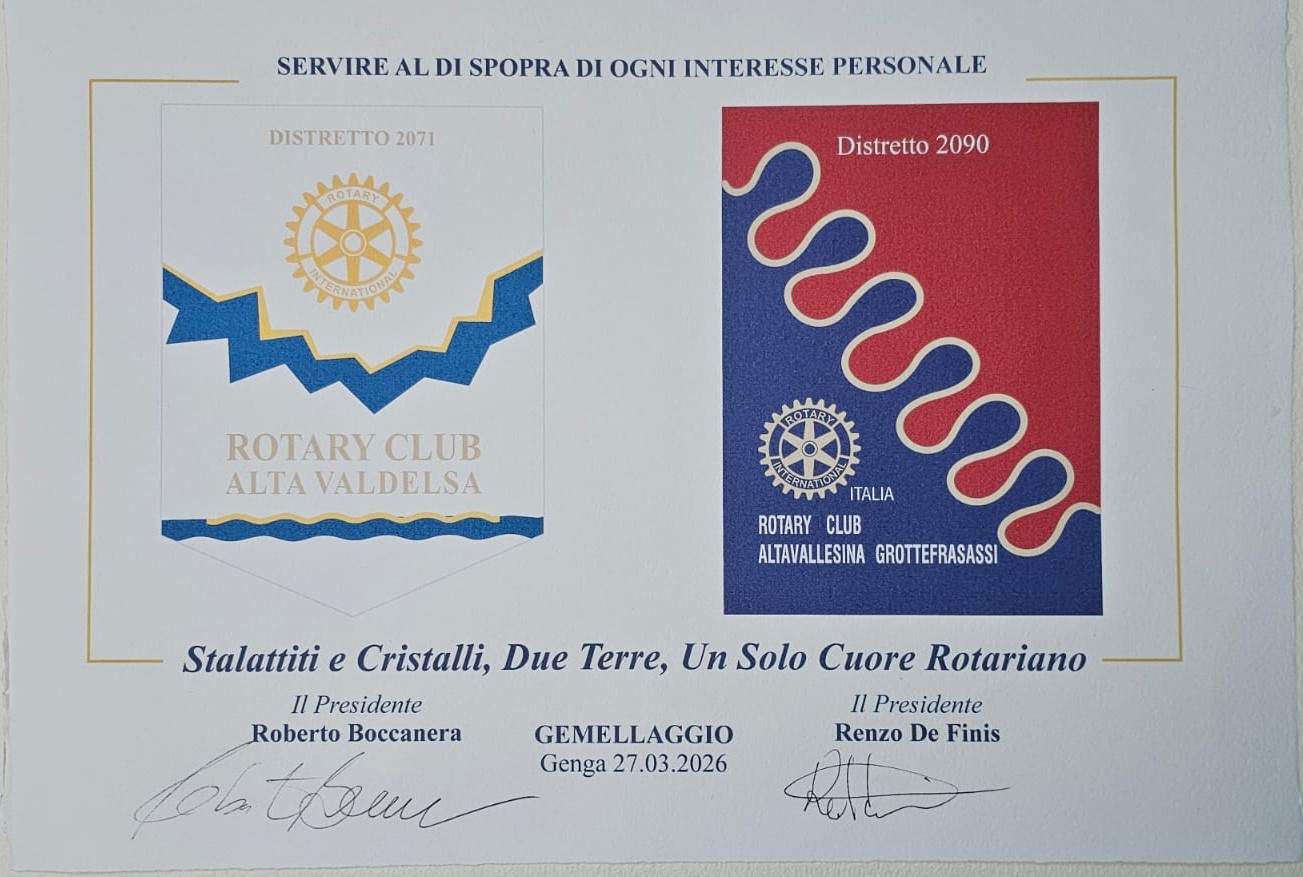 SERVIRE AL DI SPOPRA DI OGNI INTERESSE PERSONALE
DISTRETTO 2071
ROTARY
INTERNATIONAL
ROTARY CLUB
ALTA VALDELSA
Distretto 2090
ROTARY
INTERNATIONAL
ITALIA
ROTARY CLUB
ALTAVALLESINA GROTTEFRASASSI
Stalattiti e Cristalli, Due Terre, Un Solo Cuore Rotariano
Il Presidente
Roberto Boccanera
GEMELLAGGIO
Genga 27.03.2026
Il Presidente
Renzo De Finis